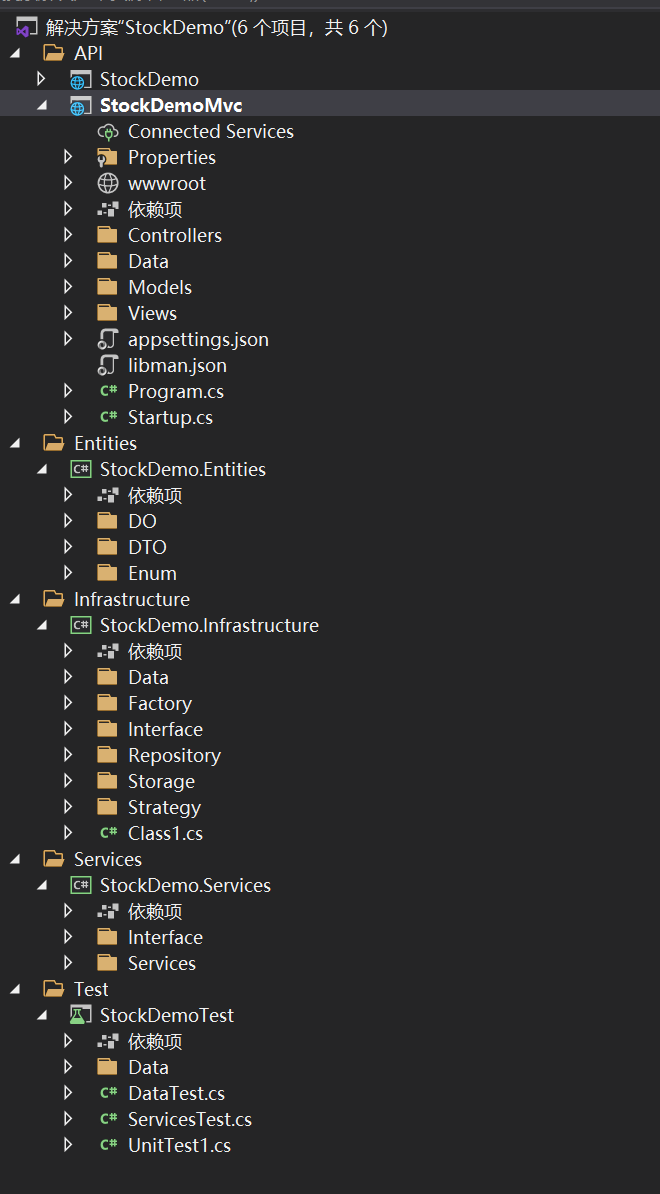 解决方案“StockDemo”(6 个项目，共 6 个)
API
StockDemo
StockDemoMvc
Connected Services
Properties
wwwroot
依赖项
Controllers
Data
Models
Views
appsettings.json
libman.json
C# Program.cs
C# Startup.cs
Entities
C# StockDemo.Entities
依赖项
DO
DTO
Enum
Infrastructure
C# StockDemo.Infrastructure
依赖项
Data
Factory
Interface
Repository
Storage
Strategy
C# Class1.cs
Services
C# StockDemo.Services
依赖项
Interface
Services
Test
StockDemoTest
依赖项
Data
C# DataTest.cs
C# ServicesTest.cs
C# UnitTest1.cs